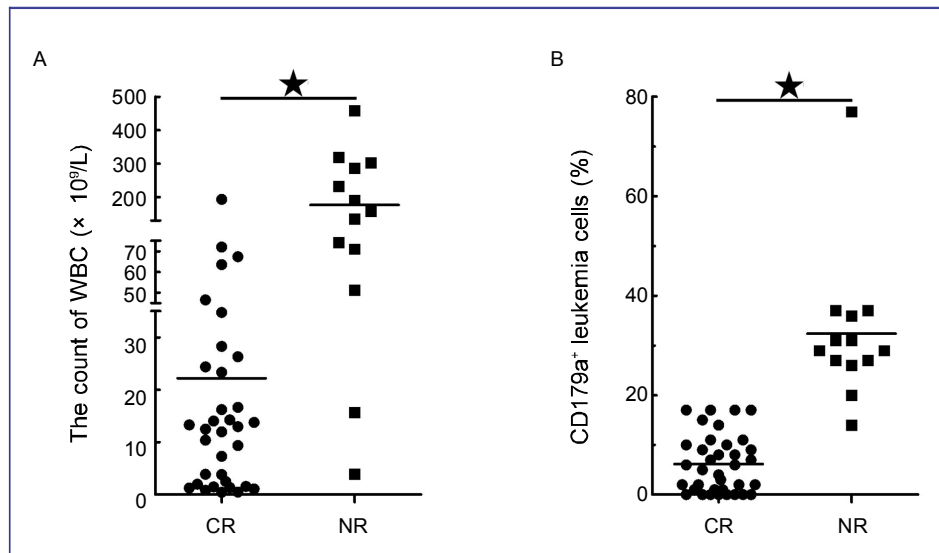 A
The count of WBC (× 10⁹/L)
500
400
300
200
70
60
50
30
20
10
0
CR NR
B
CD179a⁺ leukemia cells (%)
80
60
40
20
0
CR NR